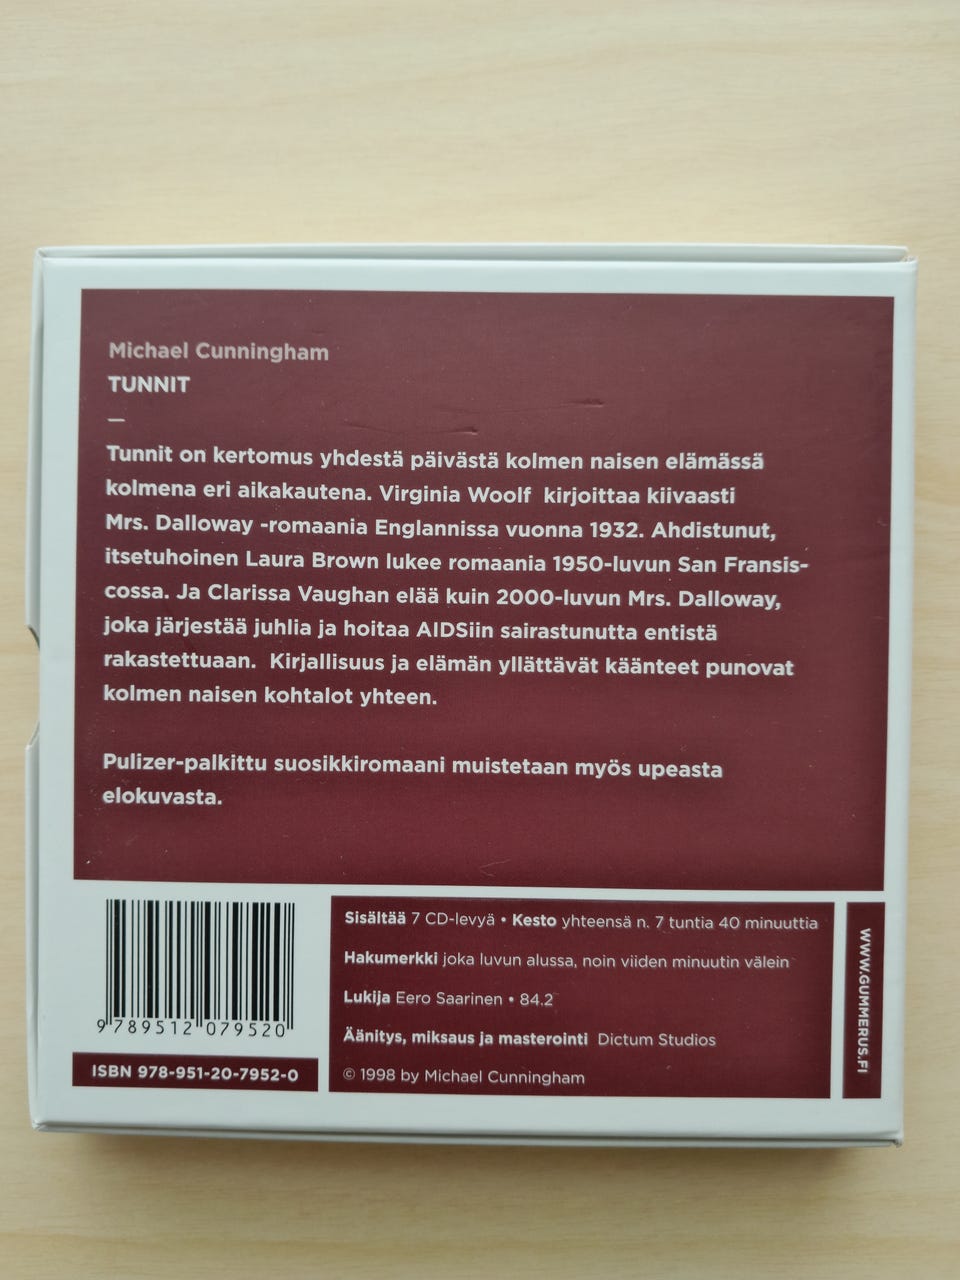 Michael Cunningham
TUNNIT
—
Tunnit on kertomus yhdestä päivästä kolmen naisen elämässä
kolmena eri aikakautena. Virginia Woolf kirjoittaa kiivaasti
Mrs. Dalloway -romaania Englannissa vuonna 1932. Ahdistunut,
itsetuhoinen Laura Brown lukee romaania 1950-luvun San Fransis-
cossa. Ja Clarissa Vaughan elää kuin 2000-luvun Mrs. Dalloway,
joka järjestää juhlia ja hoitaa AIDSiin sairastunutta entistä
rakastettuaan. Kirjallisuus ja elämän yllättävät käänteet punovat
kolmen naisen kohtalot yhteen.
Pulizer-palkittu suosikkiromaani muistetaan myös upeasta
elokuvasta.
9 789512 079520
ISBN 978-951-20-7952-0
Sisältää 7 CD-levyä • Kesto yhteensä n. 7 tuntia 40 minuuttia
Hakumerkki joka luvun alussa, noin viiden minuutin välein
Lukija Eero Saarinen • 84.2
Äänitys, miksaus ja masterointi Dictum Studios
© 1998 by Michael Cunningham
WWW.GUMMERUS.FI